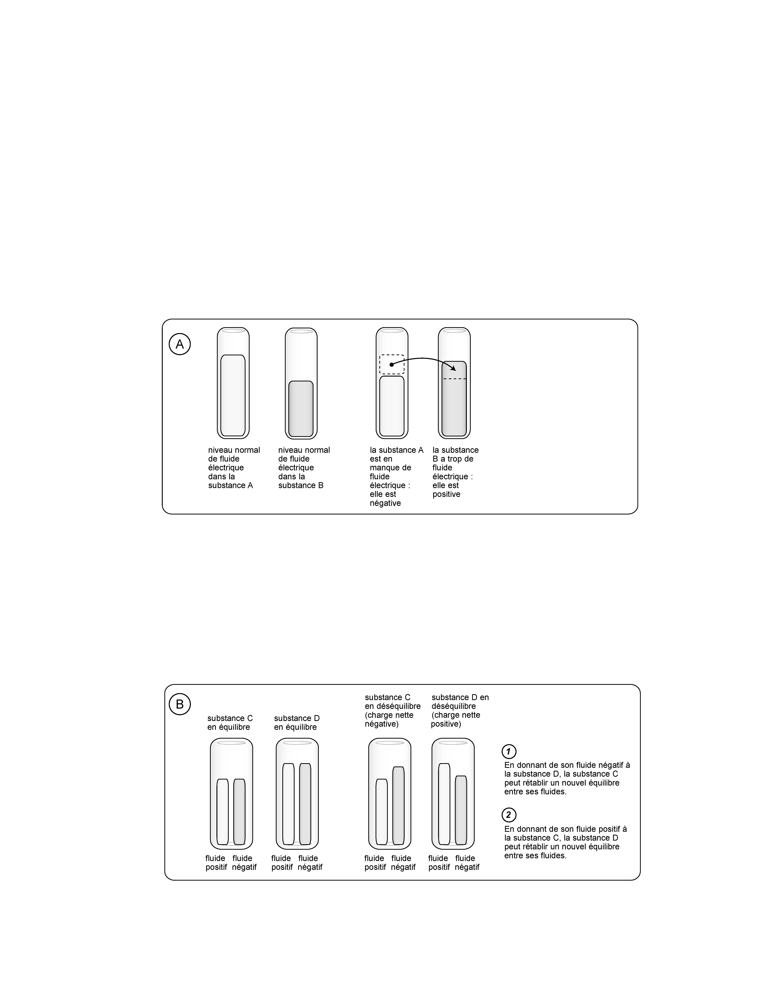 A
niveau normal
de fluide
électrique
dans la
substance A
niveau normal
de fluide
électrique
dans la
substance B
la substance A
est en
manque de
fluide
électrique :
elle est
négative
la substance
B a trop de
fluide
électrique :
elle est
positive
B
substance C
en équilibre
substance D
en équilibre
substance C
en déséquilibre
(charge nette
négative)
substance D en
déséquilibre
(charge nette
positive)
fluide
positif
fluide
négatif
fluide
positif
fluide
négatif
fluide
positif
fluide
négatif
fluide
positif
fluide
négatif
1
En donnant de son fluide négatif à
la substance D, la substance C
peut rétablir un nouvel équilibre
entre ses fluides.
2
En donnant de son fluide positif à
la substance C, la substance D
peut rétablir un nouvel équilibre
entre ses fluides.